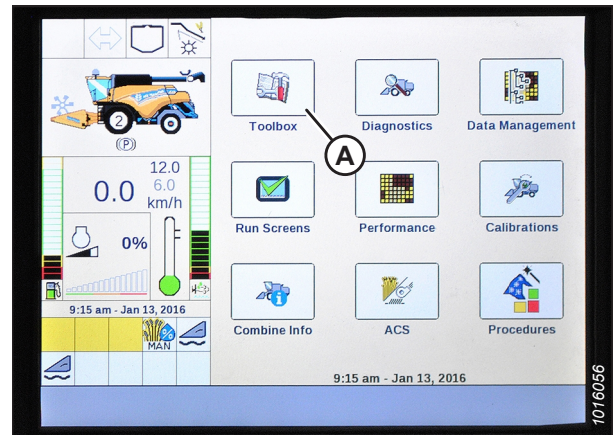 Toolbox
Diagnostics
Data Management
A
2
(P)
12.0
6.0
0.0
km/h
Run Screens
Performance
Calibrations
0%
9:15 am - Jan 13, 2016
MAN
Combine Info
ACS
Procedures
9:15 am - Jan 13, 2016
1016056